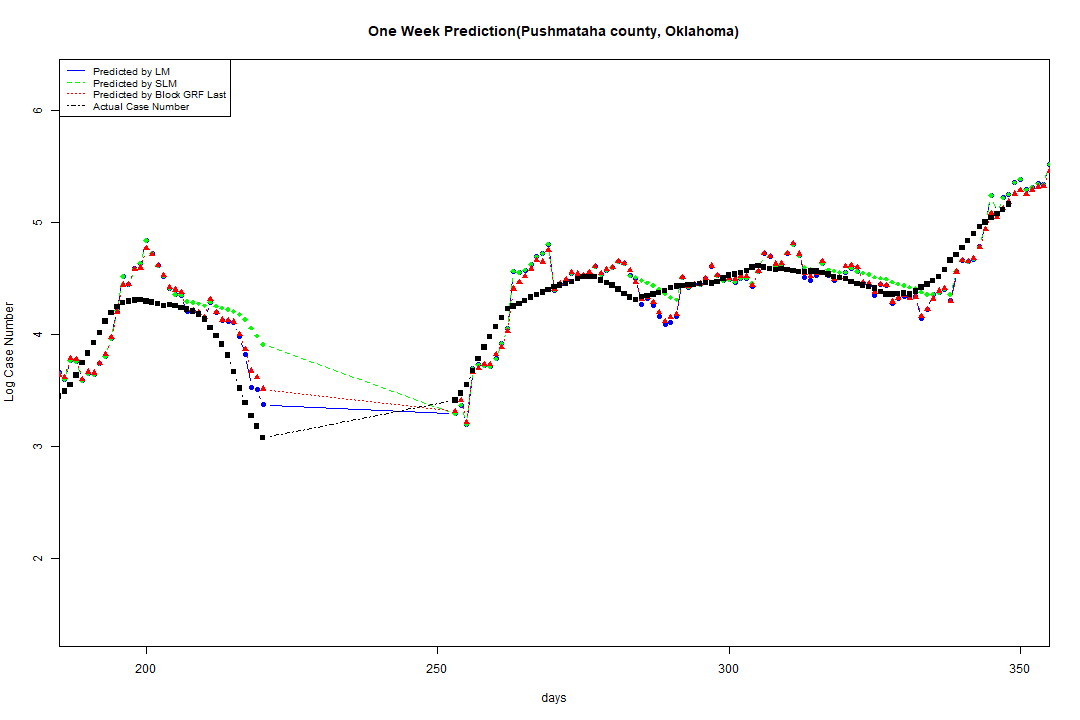 One Week Prediction(Pushmataha county, Oklahoma)
Predicted by LM
Predicted by SLM
Predicted by Block GRF Last
Actual Case Number
Log Case Number
6
5
4
3
2
200
250
300
350
days